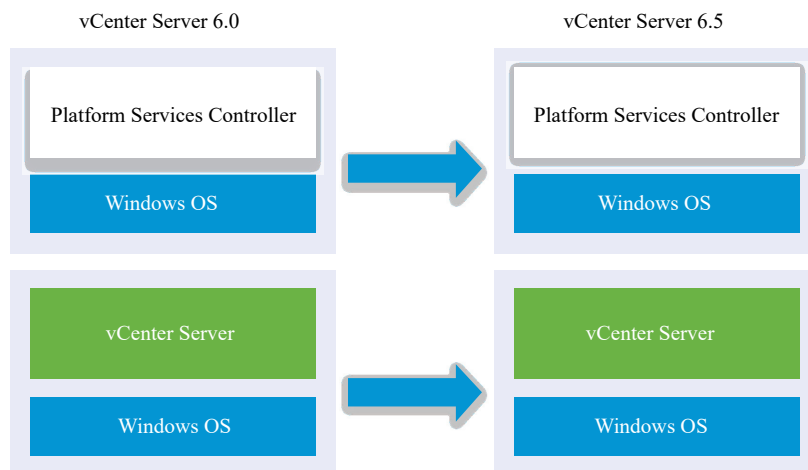 vCenter Server 6.0
vCenter Server 6.5
Platform Services Controller
Platform Services Controller
Windows OS
Windows OS
vCenter Server
vCenter Server
Windows OS
Windows OS